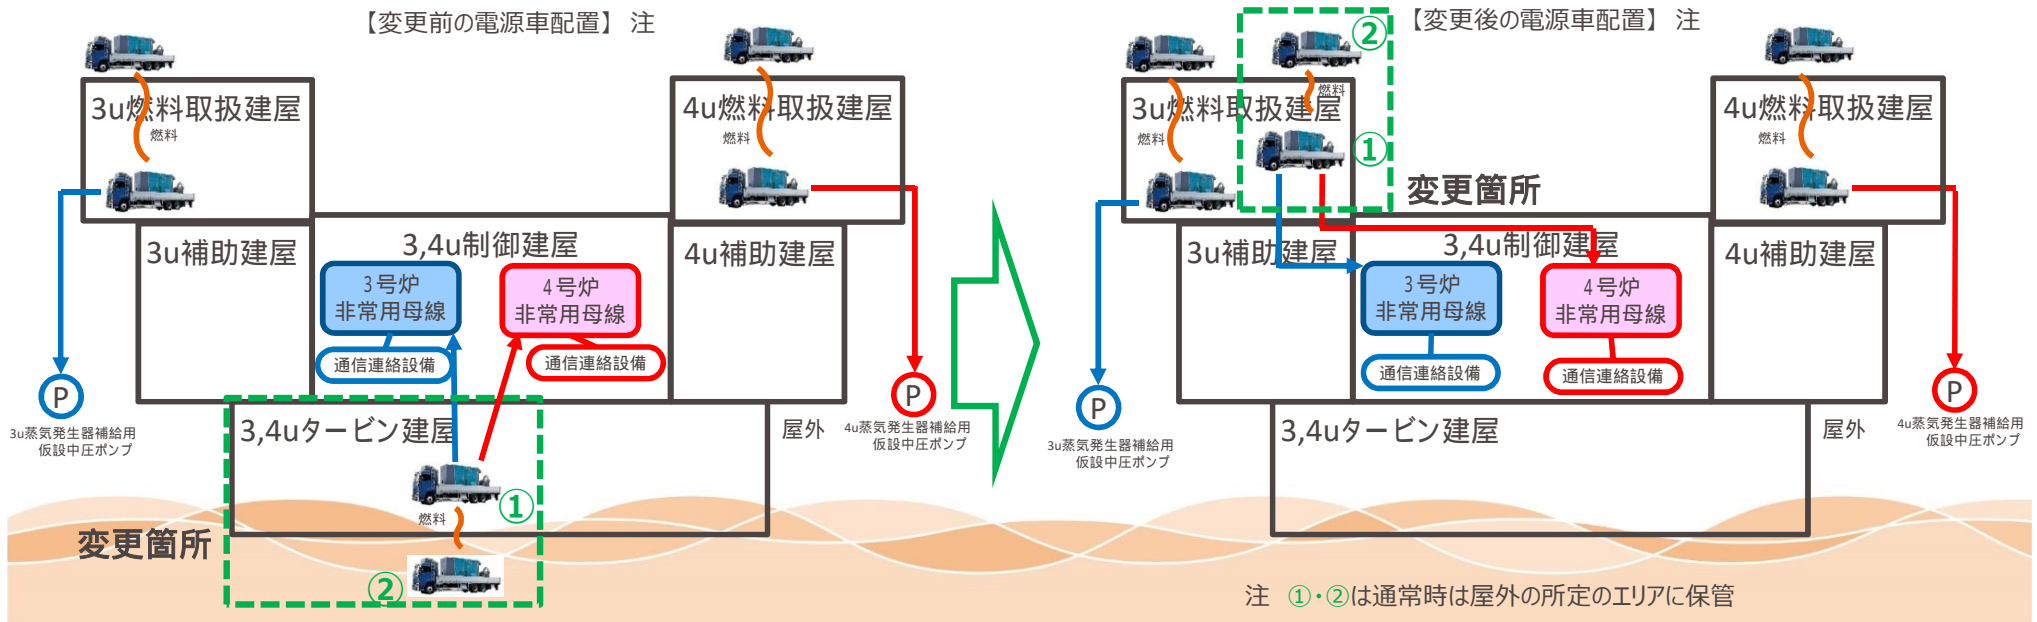 【変更前の電源車配置】 注
3u燃料取扱建屋
燃料
4u燃料取扱建屋
燃料
3u補助建屋
3,4u制御建屋
4u補助建屋
3号炉
非常用母線
4号炉
非常用母線
通信連絡設備
通信連絡設備
P
3u蒸気発生器補給用
仮設中圧ポンプ
P
4u蒸気発生器補給用
仮設中圧ポンプ
3,4uタービン建屋
屋外
①
燃料
変更箇所
②
【変更後の電源車配置】 注
②
燃料
3u燃料取扱建屋
燃料
①
4u燃料取扱建屋
燃料
変更箇所
3u補助建屋
3,4u制御建屋
4u補助建屋
3号炉
非常用母線
4号炉
非常用母線
通信連絡設備
通信連絡設備
P
3u蒸気発生器補給用
仮設中圧ポンプ
P
4u蒸気発生器補給用
仮設中圧ポンプ
3,4uタービン建屋
屋外
注 ①・②は通常時は屋外の所定のエリアに保管